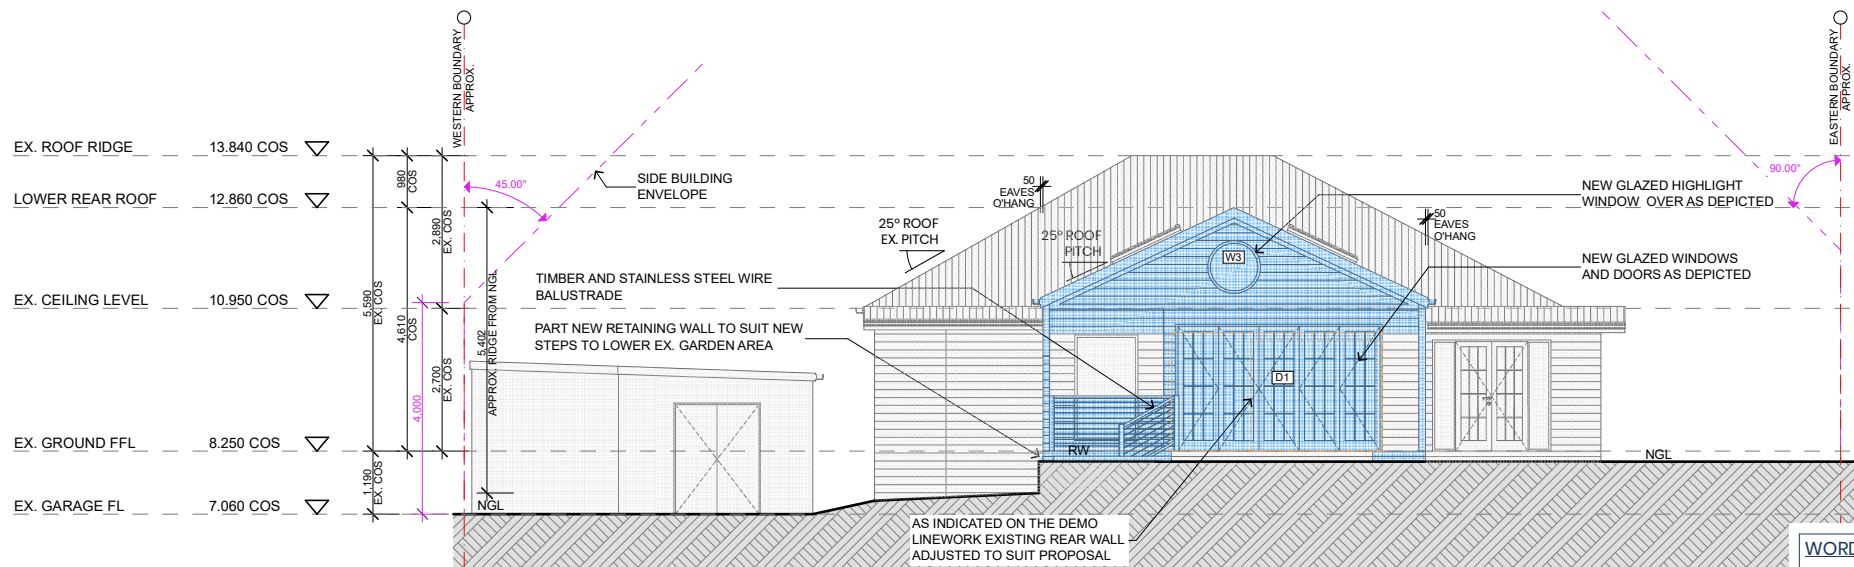 WESTERN BOUNDARY
APPROX.
EASTERN BOUNDARY
APPROX.
EX. ROOF RIDGE 13.840 COS
LOWER REAR ROOF 12.860 COS
EX. CEILING LEVEL 10.950 COS
EX. GROUND FFL 8.250 COS
EX. GARAGE FL 7.060 COS
5,590
EX. COS
1,190
EX. COS
980
COS
4,610
COS
2,890
EX. COS
2,700
EX. COS
4,000
5,402
APPROX. RIDGE FROM NGL
45.00°
SIDE BUILDING
ENVELOPE
25° ROOF
EX. PITCH
50
EAVES
O'HANG
25° ROOF
PITCH
50
EAVES
O'HANG
90.00°
NEW GLAZED HIGHLIGHT
WINDOW OVER AS DEPICTED
NEW GLAZED WINDOWS
AND DOORS AS DEPICTED
TIMBER AND STAINLESS STEEL WIRE
BALUSTRADE
PART NEW RETAINING WALL TO SUIT NEW
STEPS TO LOWER EX. GARDEN AREA
W3
D1
RW
NGL
NGL
AS INDICATED ON THE DEMO
LINEWORK EXISTING REAR WALL
ADJUSTED TO SUIT PROPOSAL
WORD